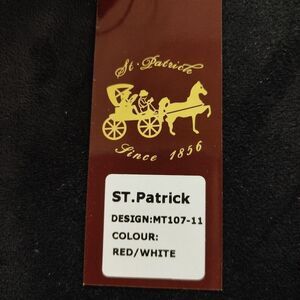 St. Patrick
Since 1856
ST.Patrick
DESIGN:MT107-11
COLOUR:
RED/WHITE